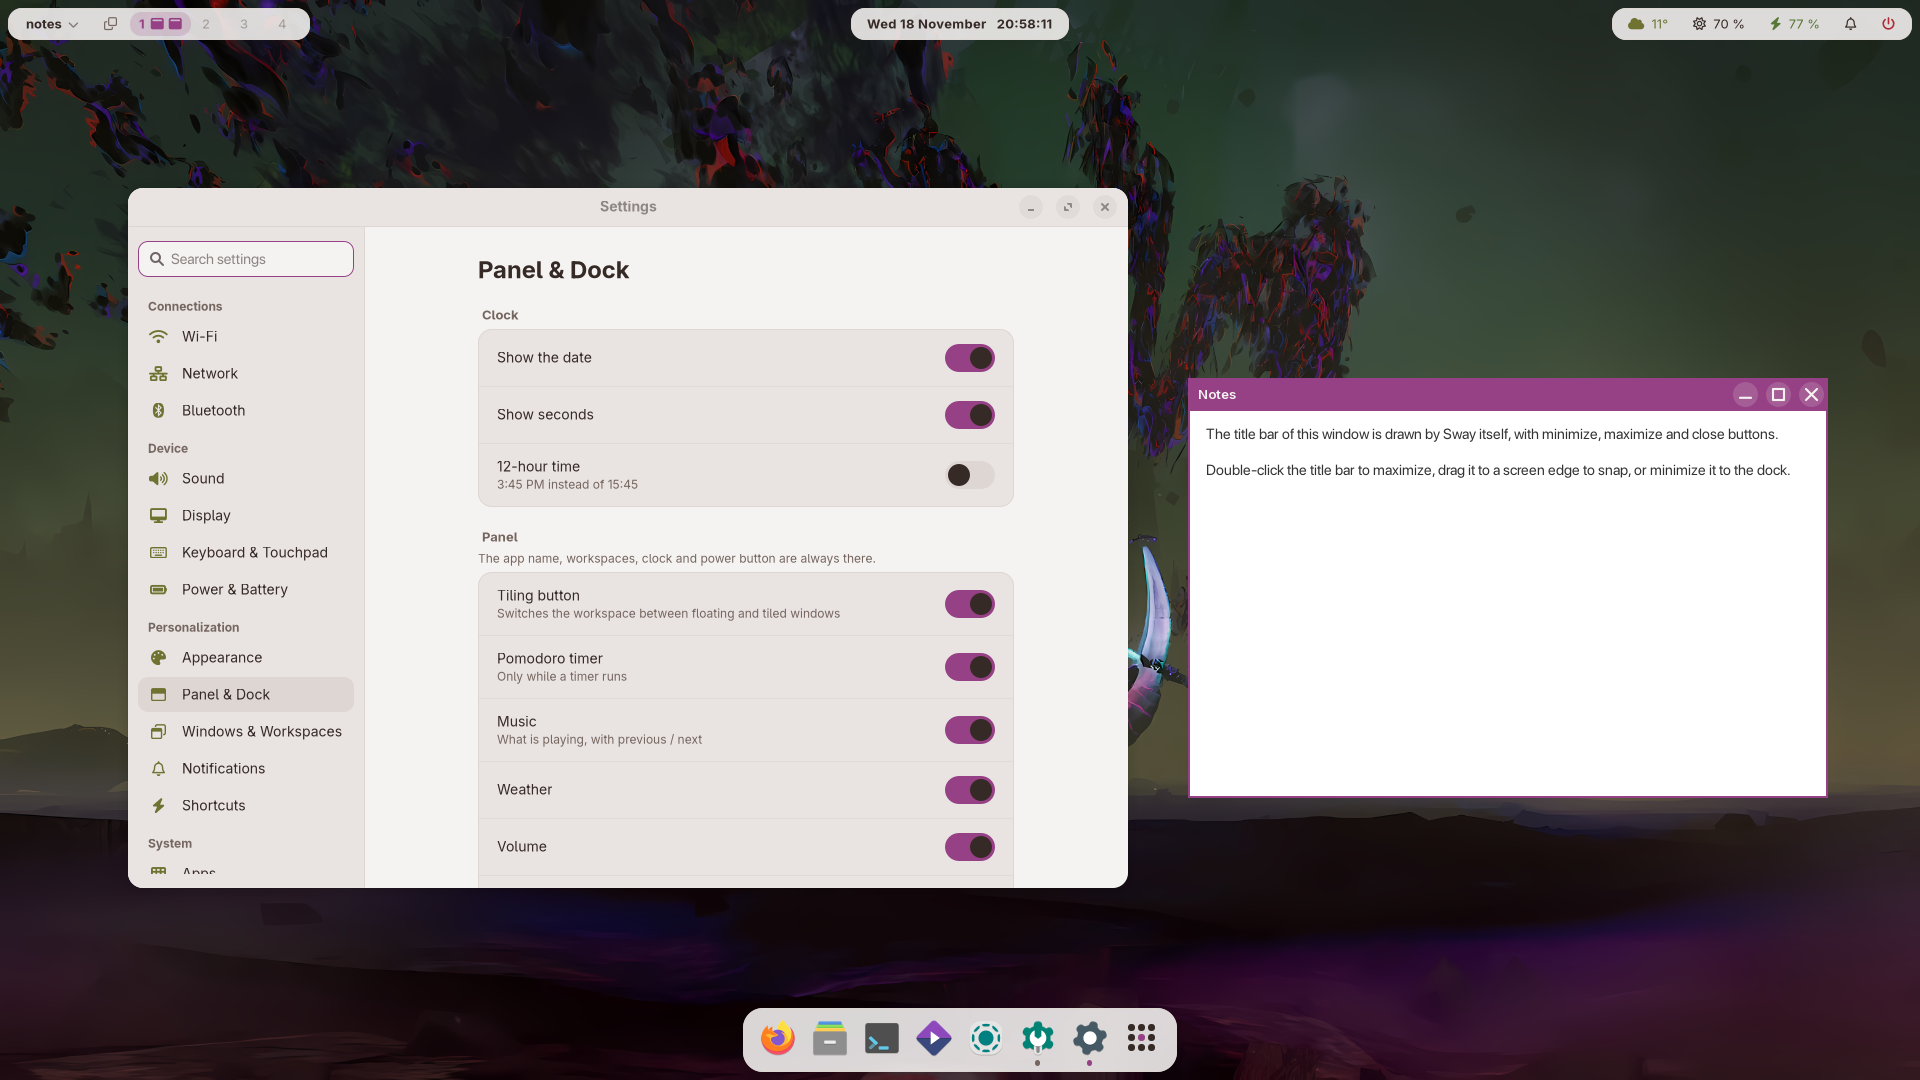 notes
1
2
3
4
Wed 18 November 20:58:11
11°
70 %
77 %
Settings
Search settings
Connections
Wi-Fi
Network
Bluetooth
Device
Sound
Display
Keyboard & Touchpad
Power & Battery
Personalization
Appearance
Panel & Dock
Windows & Workspaces
Notifications
Shortcuts
System
Apps
Panel & Dock
Clock
Show the date
Show seconds
12-hour time
3:45 PM instead of 15:45
Panel
The app name, workspaces, clock and power button are always there.
Tiling button
Switches the workspace between floating and tiled windows
Pomodoro timer
Only while a timer runs
Music
What is playing, with previous / next
Weather
Volume
Notes
The title bar of this window is drawn by Sway itself, with minimize, maximize and close buttons.
Double-click the title bar to maximize, drag it to a screen edge to snap, or minimize it to the dock.